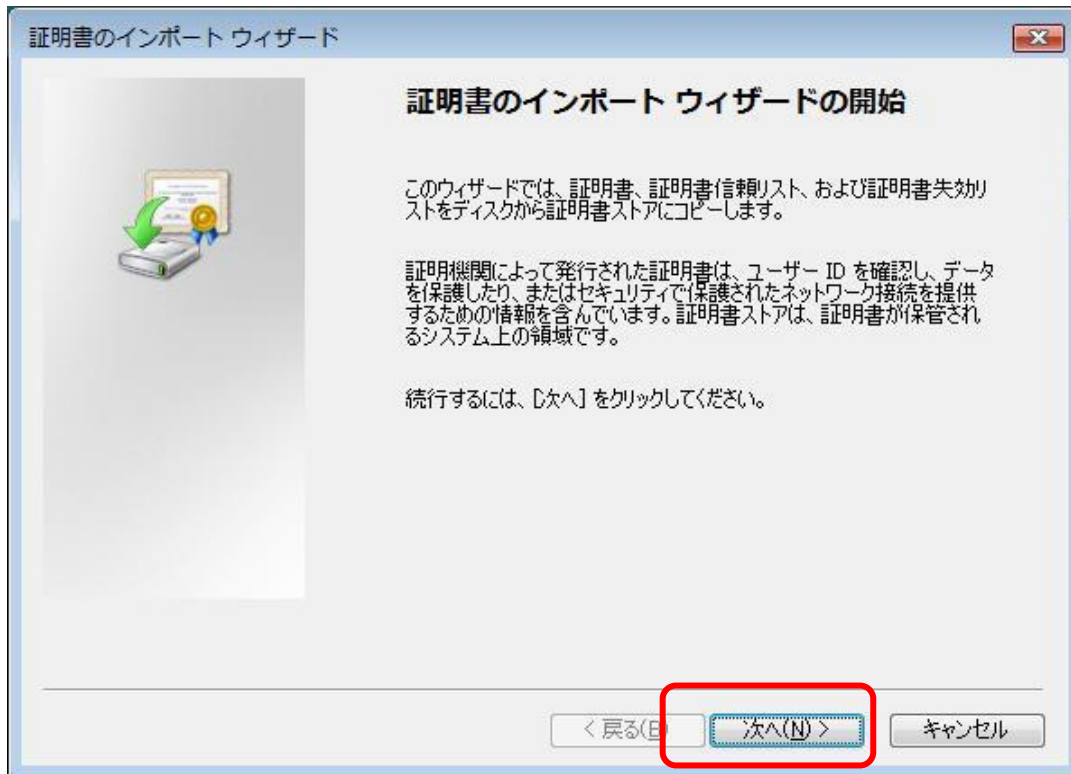 証明書のインポート ウィザード
証明書のインポート ウィザードの開始
このウィザードでは、証明書、証明書信頼リスト、および証明書失効リ
ストをディスクから証明書ストアにコピーします。
証明機関によって発行された証明書は、ユーザー ID を確認し、データ
を保護したり、またはセキュリティで保護されたネットワーク接続を提供
するための情報を含んでいます。証明書ストアは、証明書が保管され
るシステム上の領域です。
続行するには、[次へ] をクリックしてください。
< 戻る(B
次へ(N) >
キャンセル